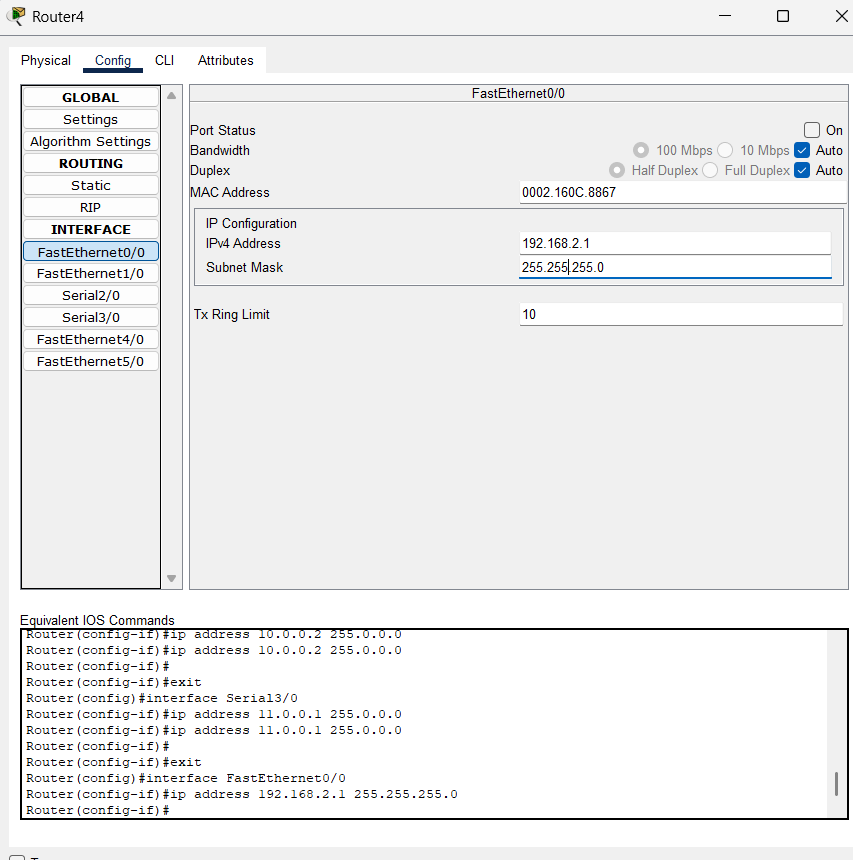 Router4
Physical Config CLI Attributes
GLOBAL
Settings
Algorithm Settings
ROUTING
Static
RIP
INTERFACE
FastEthernet0/0
FastEthernet1/0
Serial2/0
Serial3/0
FastEthernet4/0
FastEthernet5/0
FastEthernet0/0
Port Status On
Bandwidth 100 Mbps 10 Mbps Auto
Duplex Half Duplex Full Duplex Auto
MAC Address 0002.160C.8867
IP Configuration
IPv4 Address 192.168.2.1
Subnet Mask 255.255.255.0
Tx Ring Limit 10
Equivalent IOS Commands
Router(config-if)#ip address 10.0.0.2 255.0.0.0
Router(config-if)#ip address 10.0.0.2 255.0.0.0
Router(config-if)#
Router(config-if)#exit
Router(config)#interface Serial3/0
Router(config-if)#ip address 11.0.0.1 255.0.0.0
Router(config-if)#ip address 11.0.0.1 255.0.0.0
Router(config-if)#
Router(config-if)#exit
Router(config)#interface FastEthernet0/0
Router(config-if)#ip address 192.168.2.1 255.255.255.0
Router(config-if)#